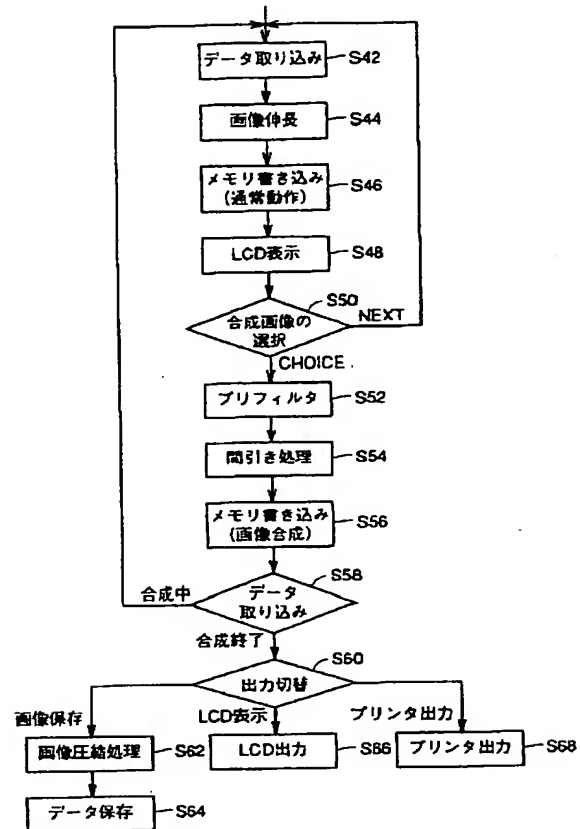 データ取り込み S42
画像伸長 S44
メモリ書き込み
(通常動作) S46
LCD表示 S48
S50
合成画像の
選択
NEXT
CHOICE
プリフィルタ S52
間引き処理 S54
メモリ書き込み
(画像合成) S56
S58
合成中
データ
取り込み
合成終了
S60
出力切替
画像保存
LCD表示
プリンタ出力
画像圧縮処理 S62
LCD出力 S66
プリンタ出力 S68
データ保存 S64